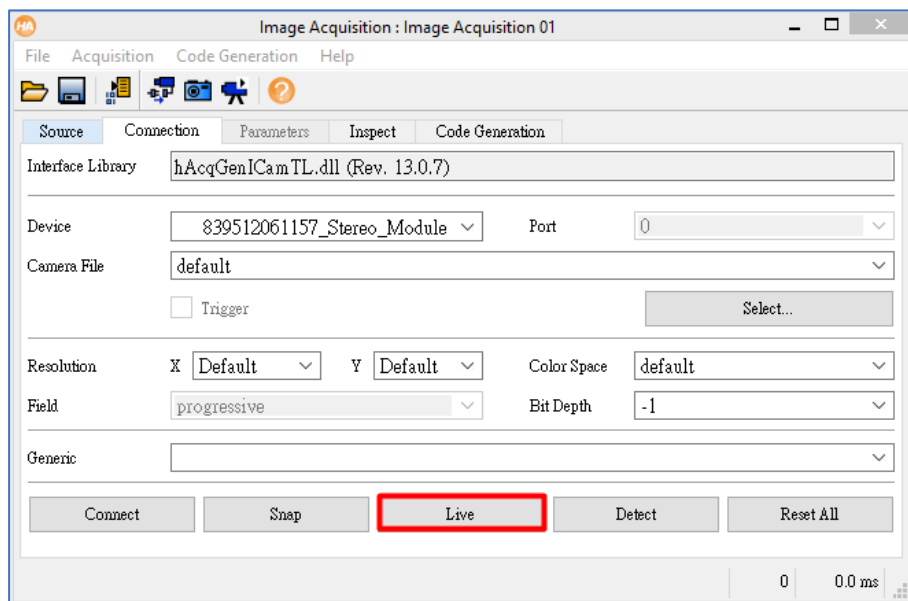 HA Image Acquisition : Image Acquisition 01
File Acquisition Code Generation Help
Source Connection Parameters Inspect Code Generation
Interface Library hAcqGenICamTL.dll (Rev. 13.0.7)
Device 839512061157_Stereo_Module Port 0
Camera File default
Trigger Select...
Resolution X Default Y Default Color Space default
Field progressive Bit Depth -1
Generic
Connect Snap Live Detect Reset All
0 0.0 ms